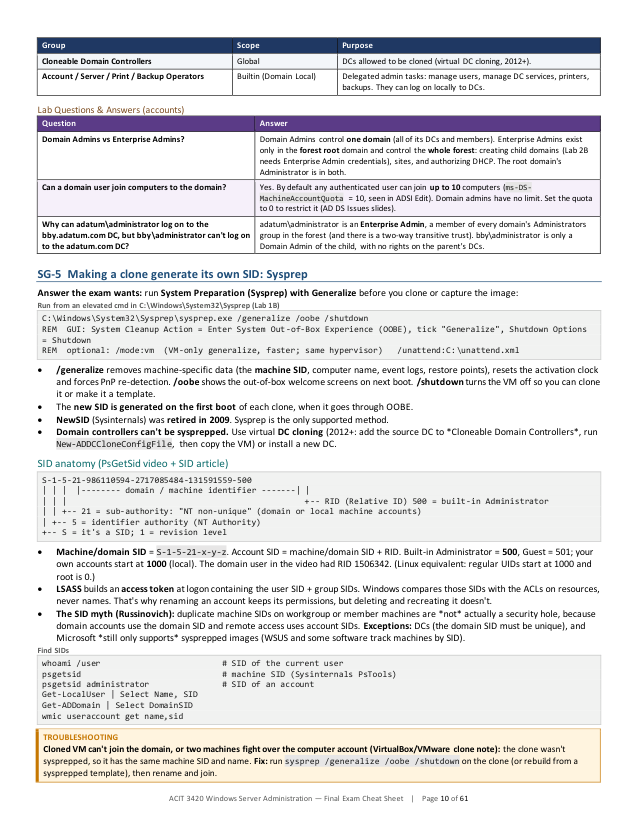 Group Scope Purpose
Cloneable Domain Controllers Global DCs allowed to be cloned (virtual DC cloning, 2012+).
Account / Server / Print / Backup Operators Builtin (Domain Local) Delegated admin tasks: manage users, manage DC services, printers,
backups. They can log on locally to DCs.
Lab Questions & Answers (accounts)
Question Answer
Domain Admins vs Enterprise Admins? Domain Admins control one domain (all of its DCs and members). Enterprise Admins exist
only in the forest root domain and control the whole forest: creating child domains (Lab 2B
needs Enterprise Admin credentials), sites, and authorizing DHCP. The root domain's
Administrator is in both.
Can a domain user join computers to the domain? Yes. By default any authenticated user can join up to 10 computers (ms-DS-
MachineAccountQuota = 10, seen in ADSI Edit). Domain admins have no limit. Set the quota
to 0 to restrict it (AD DS Issues slides).
Why can adatum\administrator log on to the adatum\administrator is an Enterprise Admin, a member of every domain's Administrators
bby.adatum.com DC, but bby\administrator can't log on group in the forest (and there is a two-way transitive trust). bby\administrator is only a
to the adatum.com DC? Domain Admin of the child, with no rights on the parent's DCs.
SG-5 Making a clone generate its own SID: Sysprep
Answer the exam wants: run System Preparation (Sysprep) with Generalize before you clone or capture the image:
Run from an elevated cmd in C:\Windows\System32\Sysprep (Lab 1B)
C:\Windows\System32\Sysprep\sysprep.exe /generalize /oobe /shutdown
REM GUI: System Cleanup Action = Enter System Out-of-Box Experience (OOBE), tick "Generalize", Shutdown Options
= Shutdown
REM optional: /mode:vm (VM-only generalize, faster; same hypervisor) /unattend:C:\unattend.xml
• /generalize removes machine-specific data (the machine SID, computer name, event logs, restore points), resets the activation clock
and forces PnP re-detection. /oobe shows the out-of-box welcome screens on next boot. /shutdown turns the VM off so you can clone
it or make it a template.
• The new SID is generated on the first boot of each clone, when it goes through OOBE.
• NewSID (Sysinternals) was retired in 2009. Sysprep is the only supported method.
• Domain controllers can't be sysprepped. Use virtual DC cloning (2012+: add the source DC to *Cloneable Domain Controllers*, run
New-ADDCCloneConfigFile, then copy the VM) or install a new DC.
SID anatomy (PsGetSid video + SID article)
S-1-5-21-986110594-2717085484-131591559-500
| | | |-------- domain / machine identifier -------| |
| | | +-- RID (Relative ID) 500 = built-in Administrator
| | +-- 21 = sub-authority: "NT non-unique" (domain or local machine accounts)
| +-- 5 = identifier authority (NT Authority)
+-- S = it's a SID; 1 = revision level
• Machine/domain SID = S-1-5-21-x-y-z. Account SID = machine/domain SID + RID. Built-in Administrator = 500, Guest = 501; your
own accounts start at 1000 (local). The domain user in the video had RID 1506342. (Linux equivalent: regular UIDs start at 1000 and
root is 0.)
• LSASS builds an access token at logon containing the user SID + group SIDs. Windows compares those SIDs with the ACLs on resources,
never names. That's why renaming an account keeps its permissions, but deleting and recreating it doesn't.
• The SID myth (Russinovich): duplicate machine SIDs on workgroup or member machines are *not* actually a security hole, because
domain accounts use the domain SID and remote access uses account SIDs. Exceptions: DCs (the domain SID must be unique), and
Microsoft *still only supports* sysprepped images (WSUS and some software track machines by SID).
Find SIDs
whoami /user # SID of the current user
psgetsid # machine SID (Sysinternals PsTools)
psgetsid administrator # SID of an account
Get-LocalUser | Select Name, SID
Get-ADDomain | Select DomainSID
wmic useraccount get name,sid
TROUBLESHOOTING
Cloned VM can't join the domain, or two machines fight over the computer account (VirtualBox/VMware clone note): the clone wasn't
sysprepped, so it has the same machine SID and name. Fix: run sysprep /generalize /oobe /shutdown on the clone (or rebuild from a
sysprepped template), then rename and join.
ACIT 3420 Windows Server Administration — Final Exam Cheat Sheet | Page 10 of 61